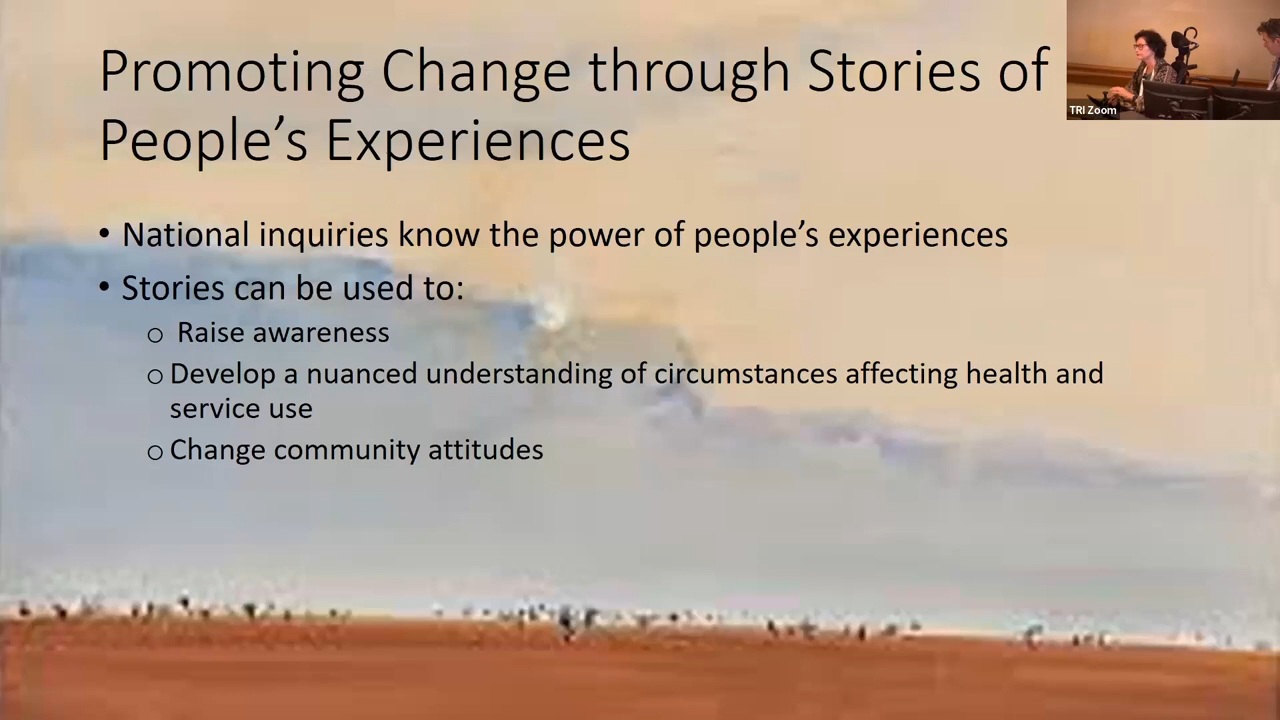 Promoting Change through Stories of
People's Experiences
TRI Zoom
• National inquiries know the power of people's experiences
• Stories can be used to:
o Raise awareness
o Develop a nuanced understanding of circumstances affecting health and
service use
o Change community attitudes